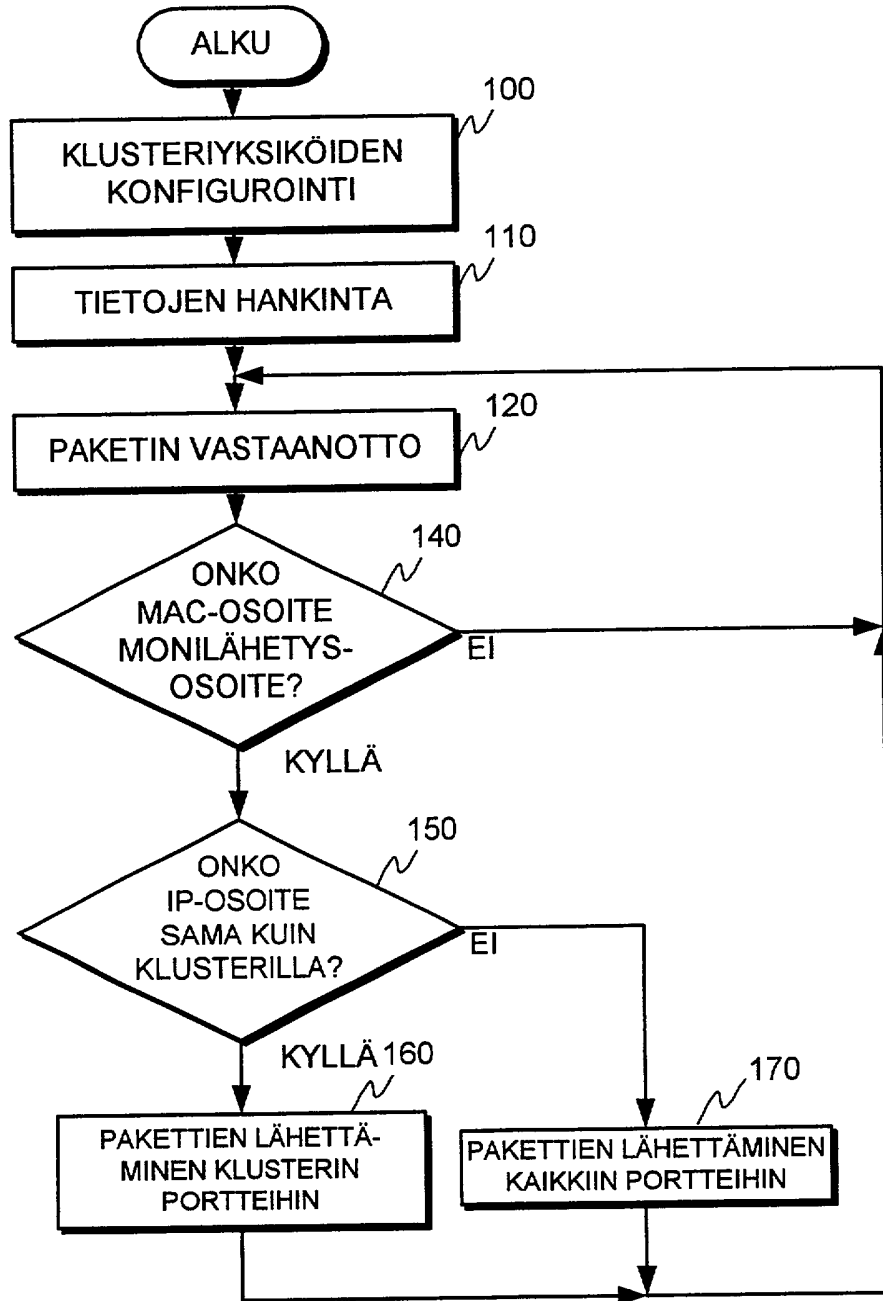 ALKU
100
KLUSTERIYKSIKÖIDEN
KONFIGUROINTI
110
TIETOJEN HANKINTA
120
PAKETIN VASTAANOTTO
140
ONKO
MAC-OSOITE
MONILÄHETYS-
OSOITE?
EI
KYLLÄ
150
ONKO
IP-OSOITE
SAMA KUIN
KLUSTERILLA?
EI
KYLLÄ 160
PAKETTIEN LÄHETTÄ-
MINEN KLUSTERIN
PORTTEIHIN
170
PAKETTIEN LÄHETTÄMINEN
KAIKKIIN PORTTEIHIN